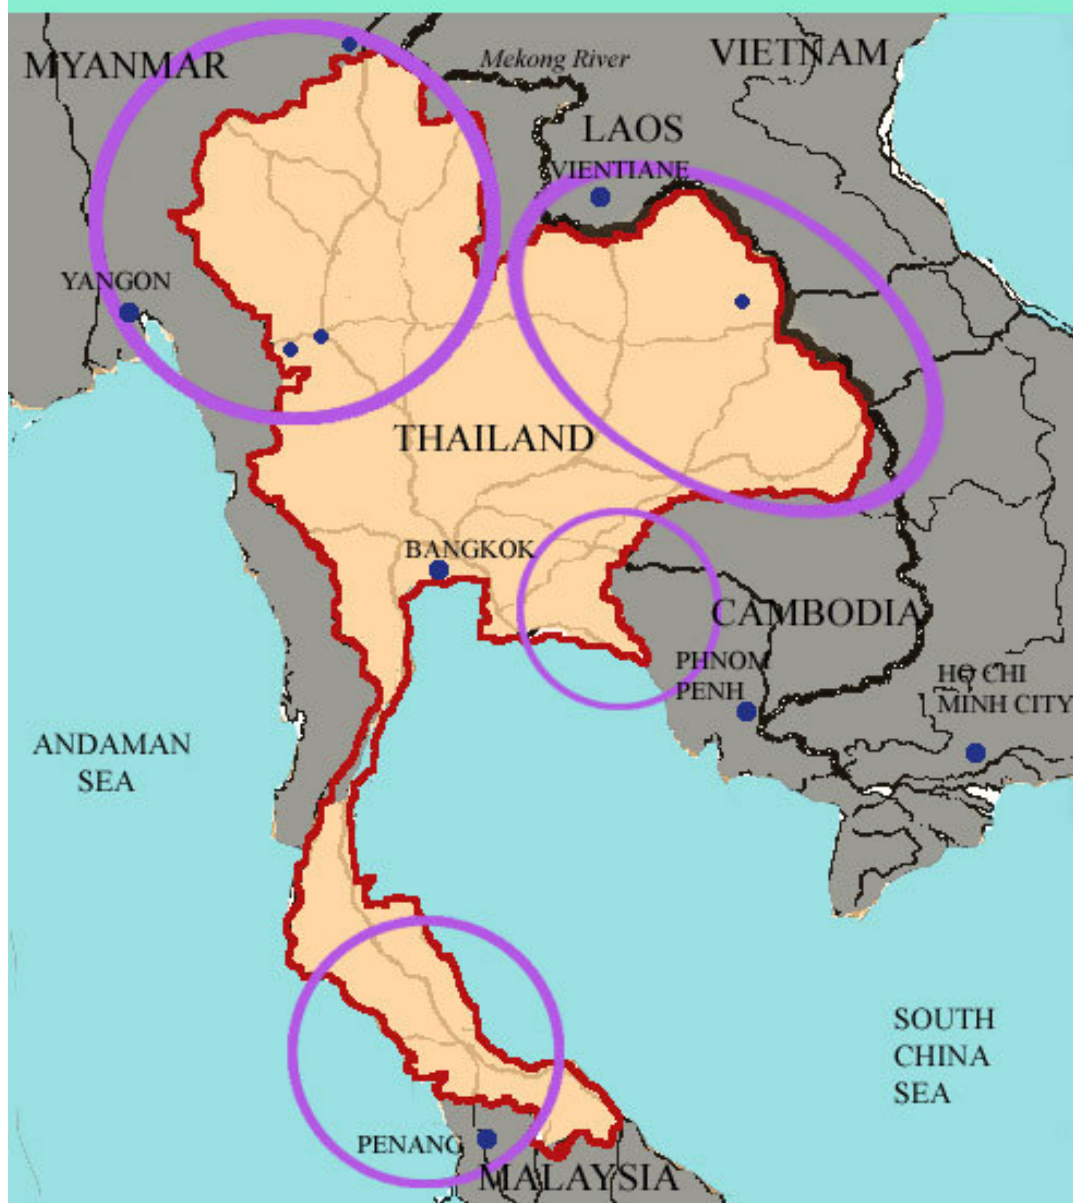 MYANMAR
Mekong River
VIETNAM
LAOS
VIENTIANE
YANGON
THAILAND
BANGKOK
CAMBODIA
PHNOM
PENH
HO CHI
MINH CITY
ANDAMAN
SEA
SOUTH
CHINA
SEA
PENANG
MALAYSIA